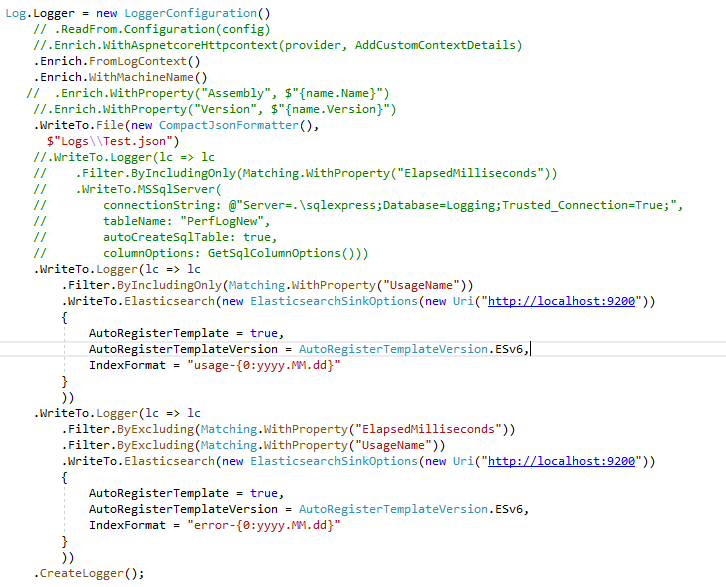 Log.Logger = new LoggerConfiguration()
    // .ReadFrom.Configuration(config)
    //.Enrich.WithAspnetcoreHttpcontext(provider, AddCustomContextDetails)
    .Enrich.FromLogContext()
    .Enrich.WithMachineName()
   //  .Enrich.WithProperty("Assembly", $"{name.Name}")
    //.Enrich.WithProperty("Version", $"{name.Version}")
    .WriteTo.File(new CompactJsonFormatter(),
      $"Logs\\Test.json")
    //.WriteTo.Logger(lc => lc
    //    .Filter.ByIncludingOnly(Matching.WithProperty("ElapsedMilliseconds"))
    //    .WriteTo.MSSqlServer(
    //        connectionString: @"Server=.\sqlexpress;Database=Logging;Trusted_Connection=True;",
    //        tableName: "PerfLogNew",
    //        autoCreateSqlTable: true,
    //        columnOptions: GetSqlColumnOptions()))
    .WriteTo.Logger(lc => lc
        .Filter.ByIncludingOnly(Matching.WithProperty("UsageName"))
        .WriteTo.Elasticsearch(new ElasticsearchSinkOptions(new Uri("http://localhost:9200"))
        {
            AutoRegisterTemplate = true,
            AutoRegisterTemplateVersion = AutoRegisterTemplateVersion.ESv6,
            IndexFormat = "usage-{0:yyyy.MM.dd}"
        }
        ))
    .WriteTo.Logger(lc => lc
        .Filter.ByExcluding(Matching.WithProperty("ElapsedMilliseconds"))
        .Filter.ByExcluding(Matching.WithProperty("UsageName"))
        .WriteTo.Elasticsearch(new ElasticsearchSinkOptions(new Uri("http://localhost:9200"))
        {
            AutoRegisterTemplate = true,
            AutoRegisterTemplateVersion = AutoRegisterTemplateVersion.ESv6,
            IndexFormat = "error-{0:yyyy.MM.dd}"
        }
        ))
    .CreateLogger();